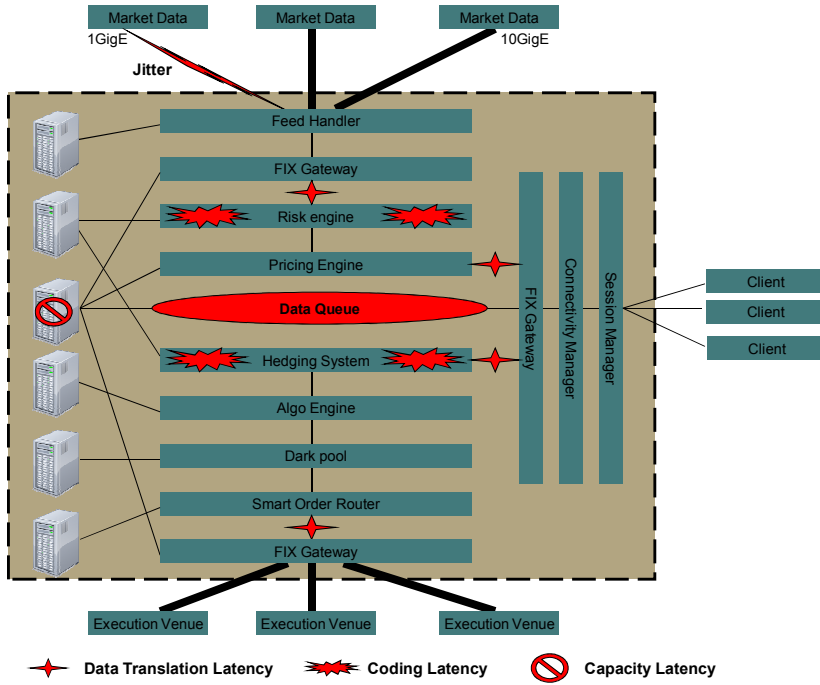 Market Data
Market Data
Market Data
1GigE
10GigE
Jitter
Feed Handler
FIX Gateway
Risk engine
Pricing Engine
Data Queue
Hedging System
Algo Engine
Dark pool
Smart Order Router
FIX Gateway
FIX Gateway
Connectivity Manager
Session Manager
Client
Client
Client
Execution Venue
Execution Venue
Execution Venue
Data Translation Latency
Coding Latency
Capacity Latency